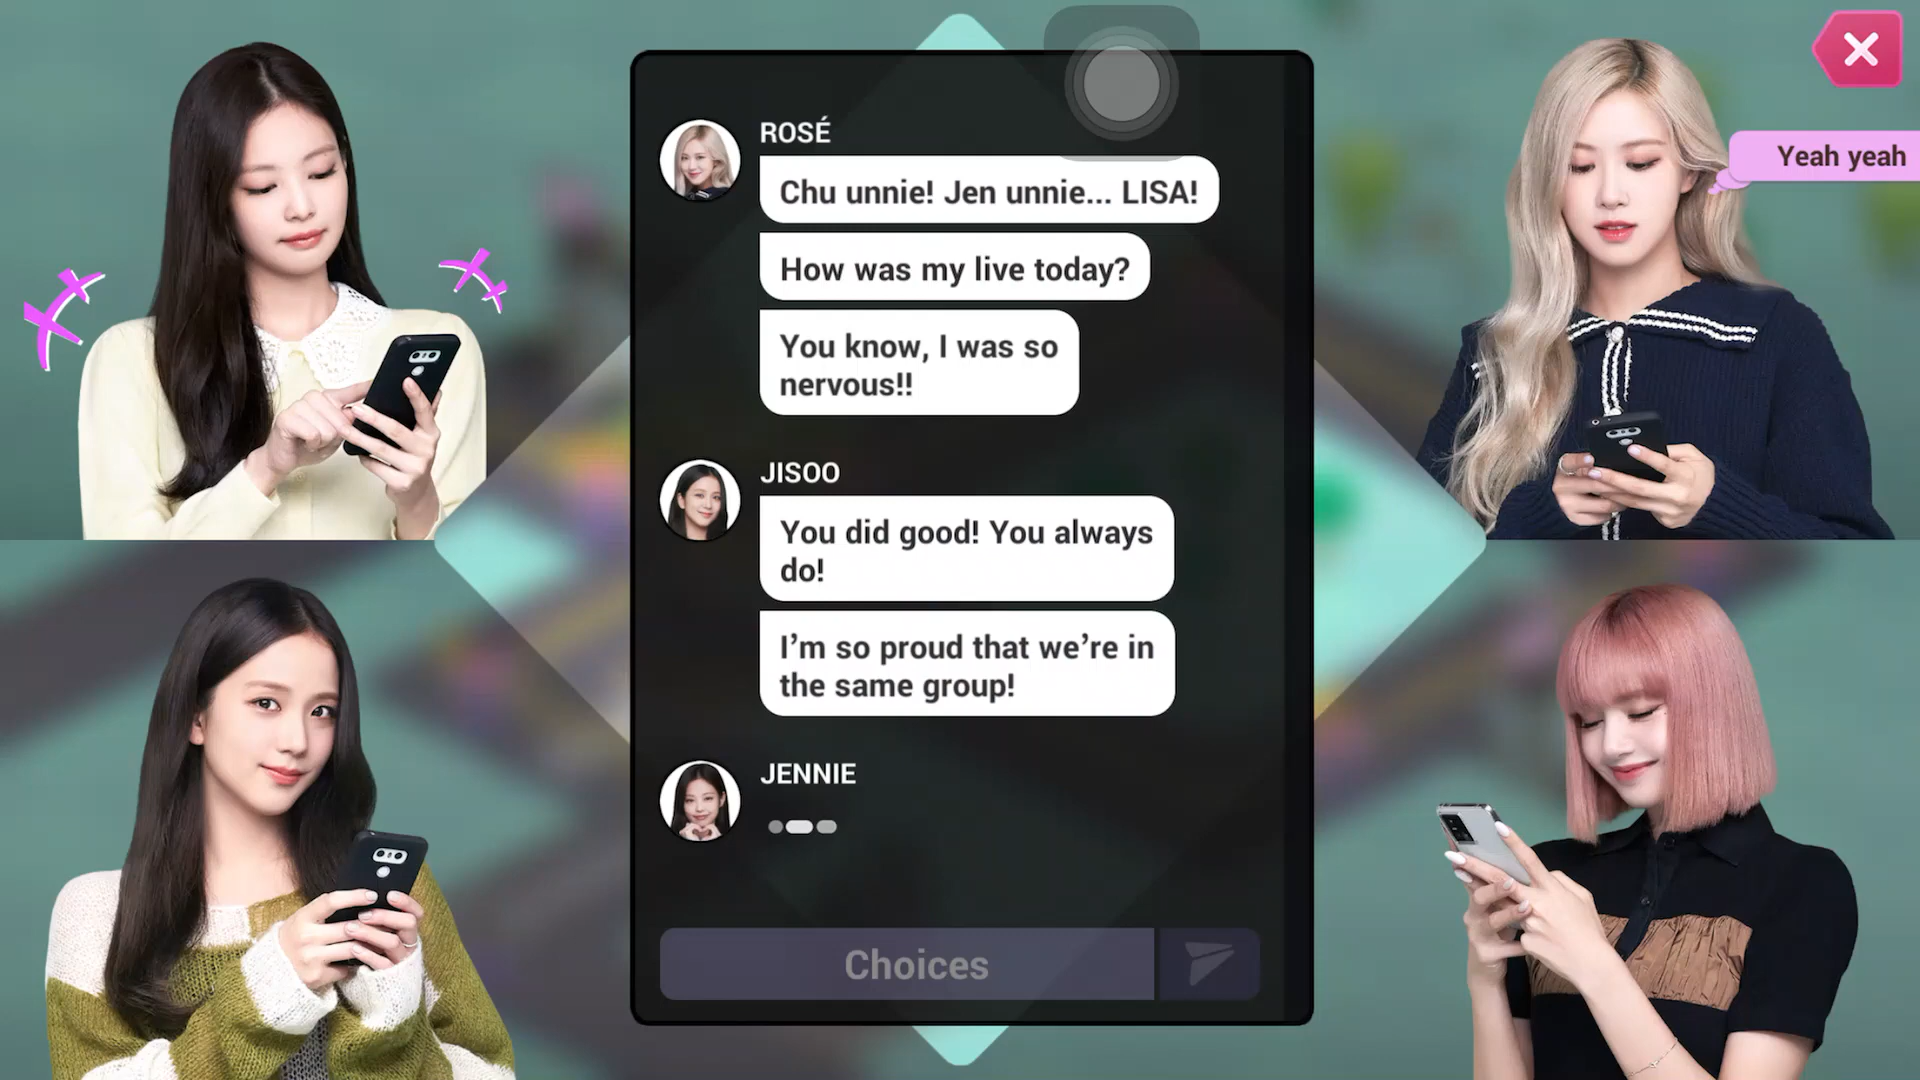 ROSÉ
Chu unnie! Jen unnie... LISA!
How was my live today?
You know, I was so
nervous!!
JISOO
You did good! You always
do!
I'm so proud that we're in
the same group!
JENNIE
Choices
Yeah yeah